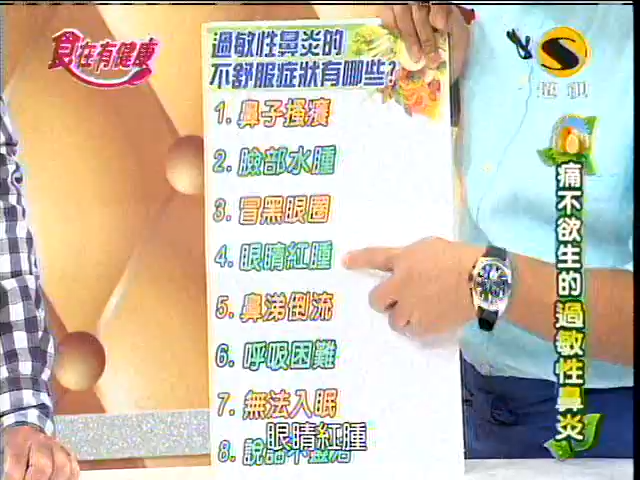 食在有健康
過敏性鼻炎的
不舒服症狀有哪些?
1. 鼻子搔癢
2. 臉部水腫
3. 冒黑眼圈
4. 眼睛紅腫
5. 鼻涕倒流
6. 呼吸困難
7. 無法入眠
8. 說話不
眼睛紅腫
痛不欲生的過敏性鼻炎